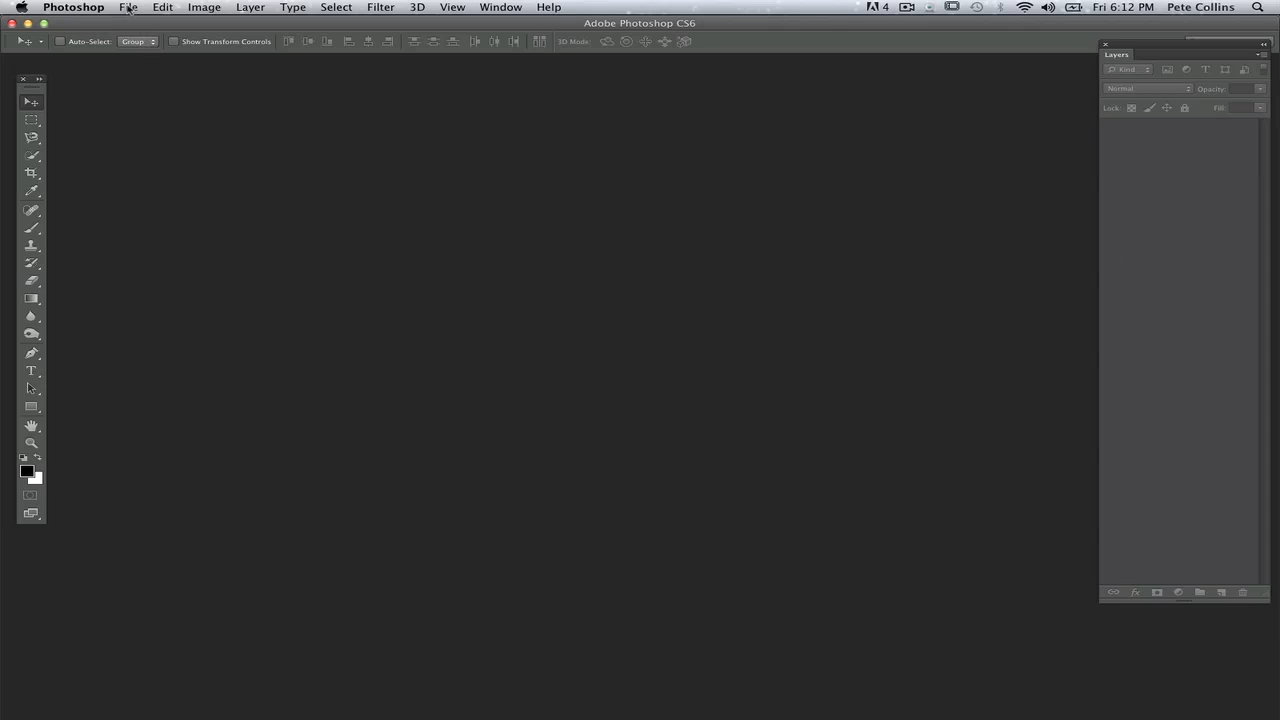 Photoshop File Edit Image Layer Type Select Filter 3D View Window Help 4 Fri 6:12 PM Pete Collins
Adobe Photoshop CS6
Auto-Select: Group Show Transform Controls 3D Mode:
Layers
Kind
Normal Opacity:
Lock: Fill: